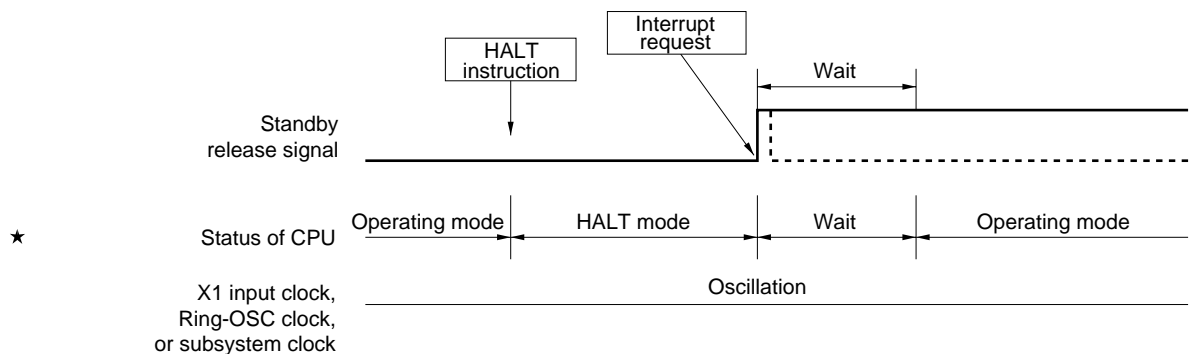 HALT
instruction
Interrupt
request
Wait
Standby
release signal
Operating mode
HALT mode
Wait
Operating mode
★
Status of CPU
Oscillation
X1 input clock,
Ring-OSC clock,
or subsystem clock